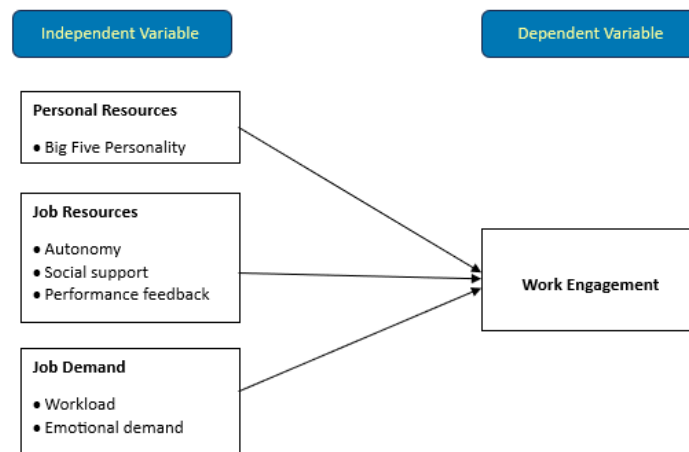 Independent Variable
Dependent Variable
Personal Resources
● Big Five Personality
Job Resources
● Autonomy
● Social support
● Performance feedback
Work Engagement
Job Demand
● Workload
● Emotional demand